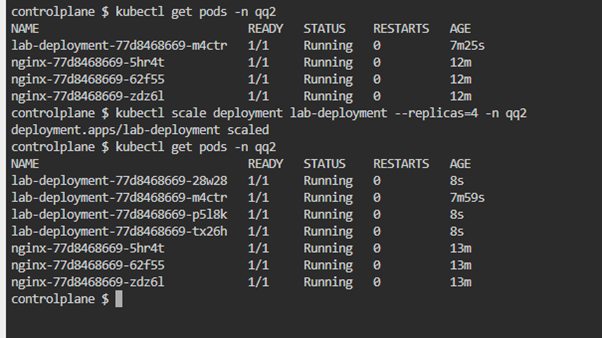 controlplane $ kubectl get pods -n qq2
NAME READY STATUS RESTARTS AGE
lab-deployment-77d8468669-m4ctr 1/1 Running 0 7m25s
nginx-77d8468669-5hr4t 1/1 Running 0 12m
nginx-77d8468669-62f55 1/1 Running 0 12m
nginx-77d8468669-zdz6l 1/1 Running 0 12m
controlplane $ kubectl scale deployment lab-deployment --replicas=4 -n qq2
deployment.apps/lab-deployment scaled
controlplane $ kubectl get pods -n qq2
NAME READY STATUS RESTARTS AGE
lab-deployment-77d8468669-28w28 1/1 Running 0 8s
lab-deployment-77d8468669-m4ctr 1/1 Running 0 7m59s
lab-deployment-77d8468669-p5l8k 1/1 Running 0 8s
lab-deployment-77d8468669-tx26h 1/1 Running 0 8s
nginx-77d8468669-5hr4t 1/1 Running 0 13m
nginx-77d8468669-62f55 1/1 Running 0 13m
nginx-77d8468669-zdz6l 1/1 Running 0 13m
controlplane $